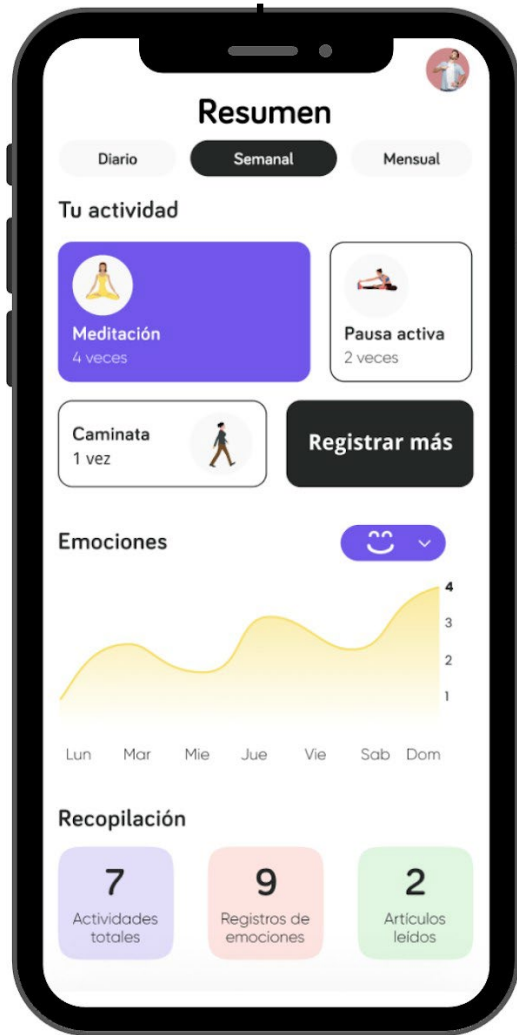 Resumen
Diario Semanal Mensual
Tu actividad
Meditación
4 veces
Pausa activa
2 veces
Caminata
1 vez
Registrar más
Emociones
4
3
2
1
Lun Mar Mie Jue Vie Sab Dom
Recopilación
7
Actividades
totales
9
Registros de
emociones
2
Artículos
leídos